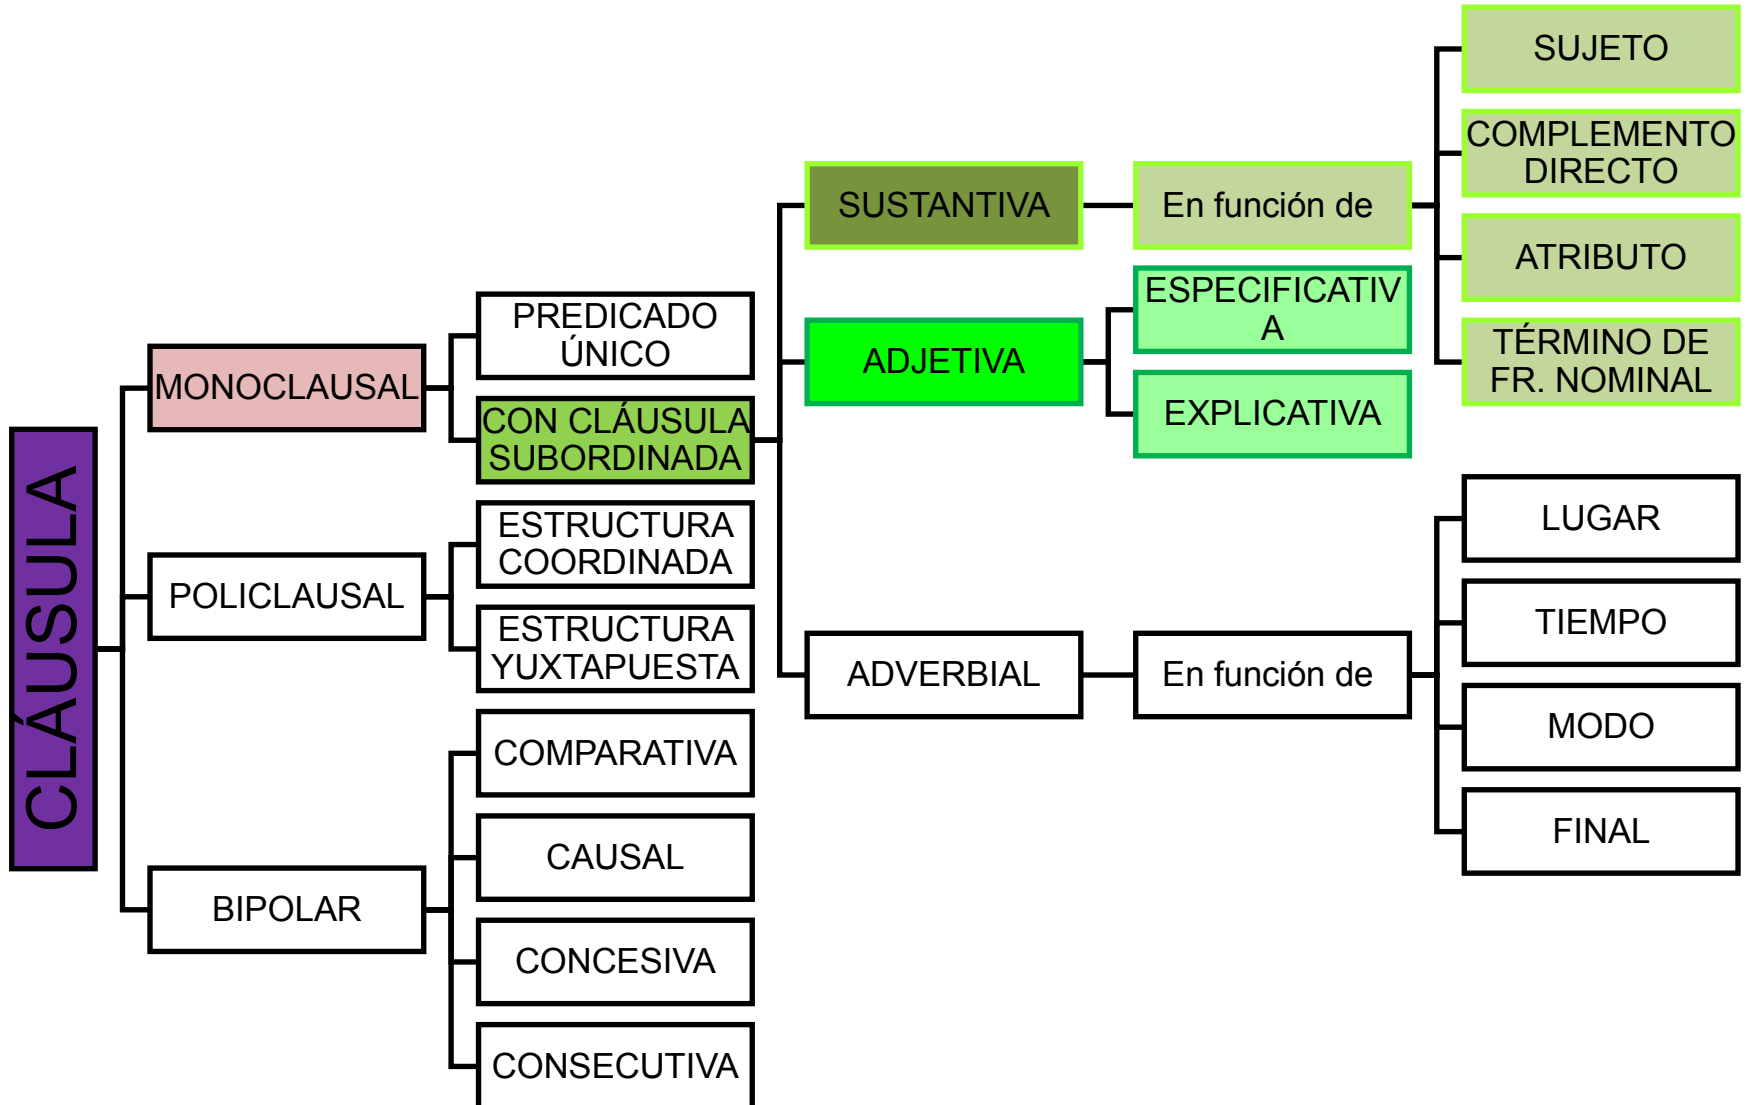 CLÁUSULA
MONOCLAUSAL
PREDICADO
ÚNICO
CON CLÁUSULA
SUBORDINADA
SUSTANTIVA
En función de
SUJETO
COMPLEMENTO
DIRECTO
ATRIBUTO
TÉRMINO DE
FR. NOMINAL
ADJETIVA
ESPECIFICATIV
A
EXPLICATIVA
ADVERBIAL
En función de
LUGAR
TIEMPO
MODO
FINAL
POLICLAUSAL
ESTRUCTURA
COORDINADA
ESTRUCTURA
YUXTAPUESTA
BIPOLAR
COMPARATIVA
CAUSAL
CONCESIVA
CONSECUTIVA